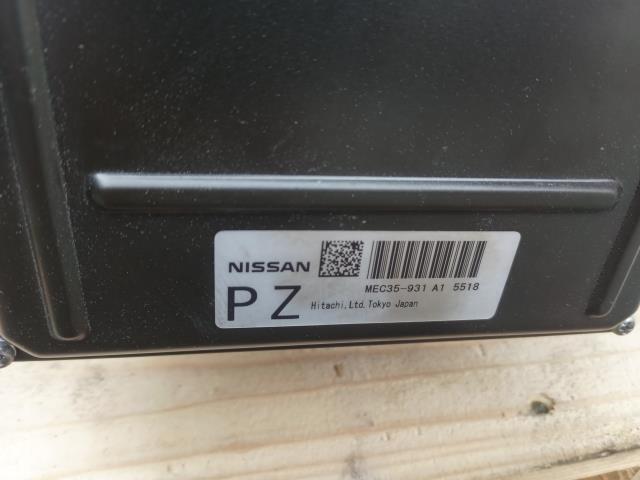 NISSAN
MEC35-931 A1 5518
PZ
Hitachi,Ltd.Tokyo Japan